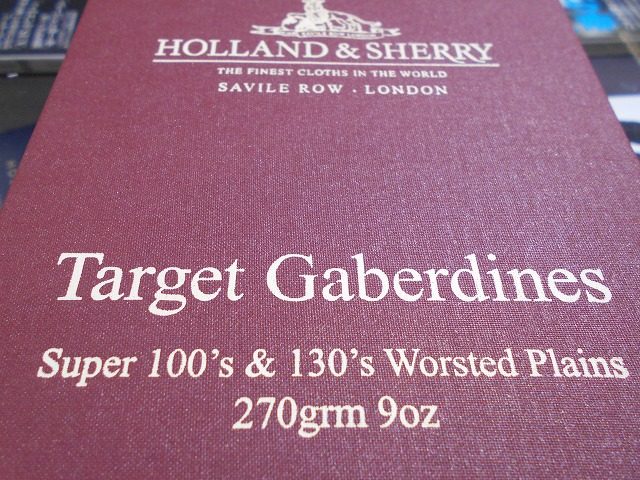 HOLLAND & SHERRY
THE FINEST CLOTHS IN THE WORLD
SAVILE ROW . LONDON
Target Gaberdines
Super 100's & 130's Worsted Plains
270grm 9oz